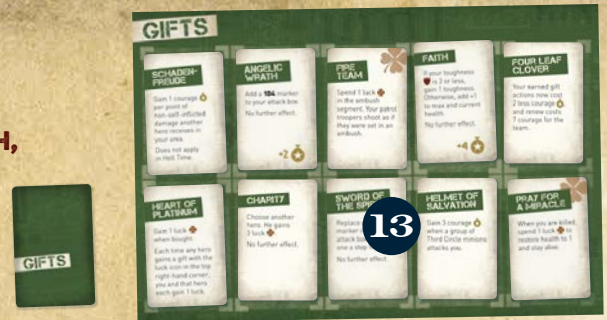 GIFTS
H,
GIFTS
SCHADEN-
FREUDE
Gain 1 courage
per point of
non-self-inflicted
damage another
hero receives in
your area.
Does not apply
in Hell Time.
ANGELIC
WRATH
Add a 1D4 marker
to your attack box.
No further effect.
+2
FIRE
TEAM
Spend 1 luck
in the ambush
segment. Your patrol
troopers shoot as if
they were set in an
ambush.
FAITH
If your toughness
is 3 or less,
gain 1 toughness.
Otherwise, add +1
to max and current
health.
No further effect.
+4
FOUR LEAF
CLOVER
Your earned gift
actions now cost
2 less courage
and renew costs
7 courage for the
team.
HEART OF
PLATINUM
Gain 1 luck
when bought.
Each time any hero
gains a gift with the
luck icon in the top
right-hand corner,
you and that hero
each gain 1 luck.
CHARITY
Choose another
hero. He gains
3 luck
No further effect.
SWORD OF
THE
Replace
marker
attack bo
one a step
No further effect.
13
HELMET OF
SALVATION
Gain 3 courage
when a group of
Third Circle minions
attacks you.
PRAY FOR
A MIRACLE
When you are killed,
spend 1 luck to
restore health to 1
and stay alive.